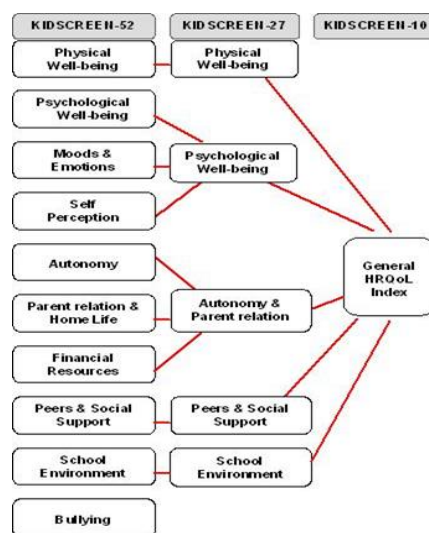 KIDSCREEN-52
KIDSCREEN-27
KIDSCREEN-10
Physical
Well-being
Physical
Well-being
Psychological
Well-being
Moods &
Emotions
Psychological
Well-being
Self
Perception
Autonomy
General
HRQoL
Index
Parent relation &
Home Life
Autonomy &
Parent relation
Financial
Resources
Peers & Social
Support
Peers & Social
Support
School
Environment
School
Environment
Bullying